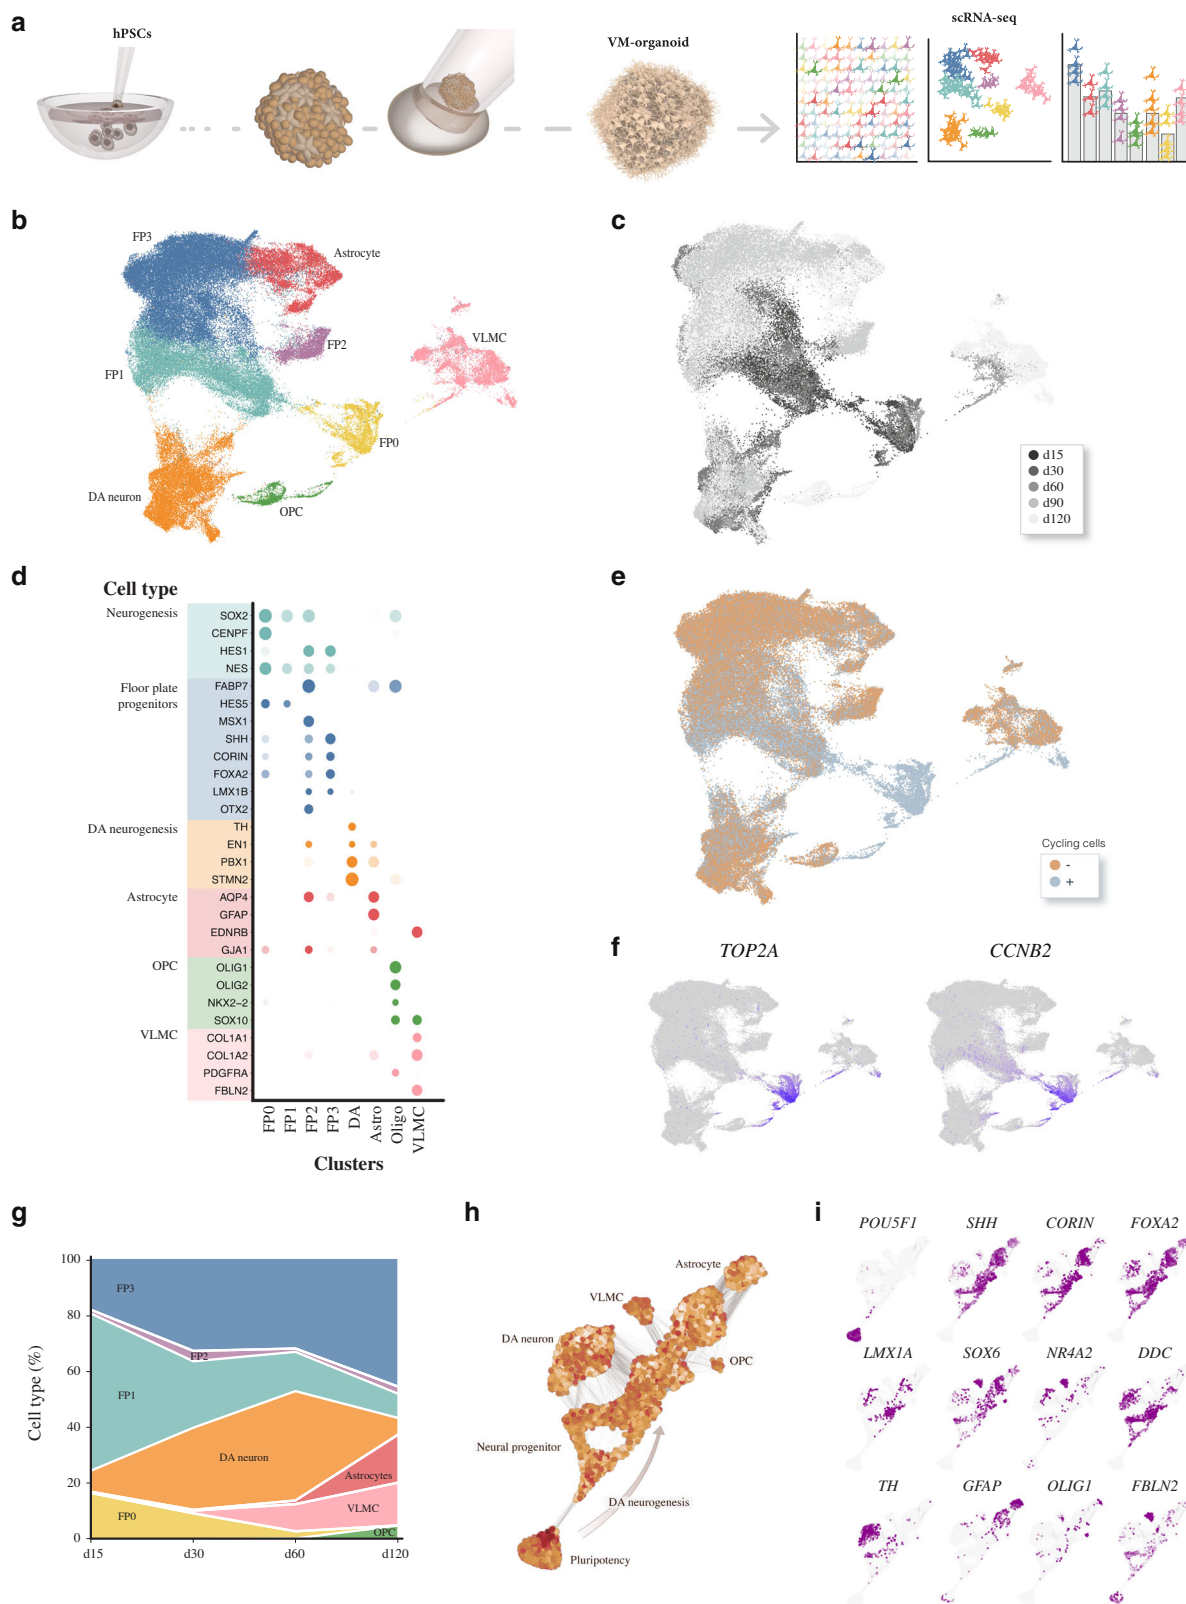 a
hPSCs
VM-organoid
scRNA-seq
b
FP3
Astrocyte
FP2
VLMC
FP1
FP0
DA neuron
OPC
c
d15
d30
d60
d90
d120
d
Cell type
Neurogenesis
SOX2
CENPF
HES1
NES
Floor plate
progenitors
FABP7
HES5
MSX1
SHH
CORIN
FOXA2
LMX1B
OTX2
DA neurogenesis
TH
EN1
PBX1
STMN2
Astrocyte
AQP4
GFAP
EDNRB
GJA1
OPC
OLIG1
OLIG2
NKX2-2
SOX10
VLMC
COL1A1
COL1A2
PDGFRA
FBLN2
FP0
FP1
FP2
FP3
DA
Astro
Oligo
VLMC
Clusters
e
Cycling cells
-
+
f
TOP2A
CCNB2
g
Cell type (%)
100
80
60
40
20
0
FP3
FP2
FP1
DA neuron
Astrocytes
VLMC
FP0
OPC
d15
d30
d60
d120
h
Astrocyte
VLMC
DA neuron
OPC
Neural progenitor
DA neurogenesis
Pluripotency
i
POU5F1
SHH
CORIN
FOXA2
LMX1A
SOX6
NR4A2
DDC
TH
GFAP
OLIG1
FBLN2